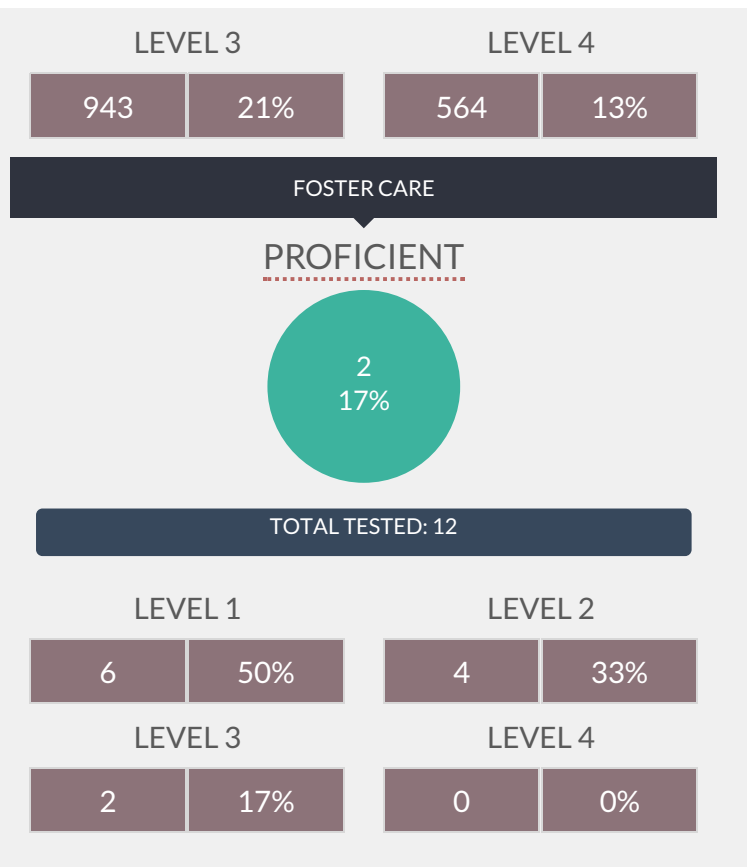 LEVEL 3 LEVEL 4
943 21% 564 13%
FOSTER CARE
PROFICIENT
2
17%
TOTAL TESTED: 12
LEVEL 1 LEVEL 2
6 50% 4 33%
LEVEL 3 LEVEL 4
2 17% 0 0%